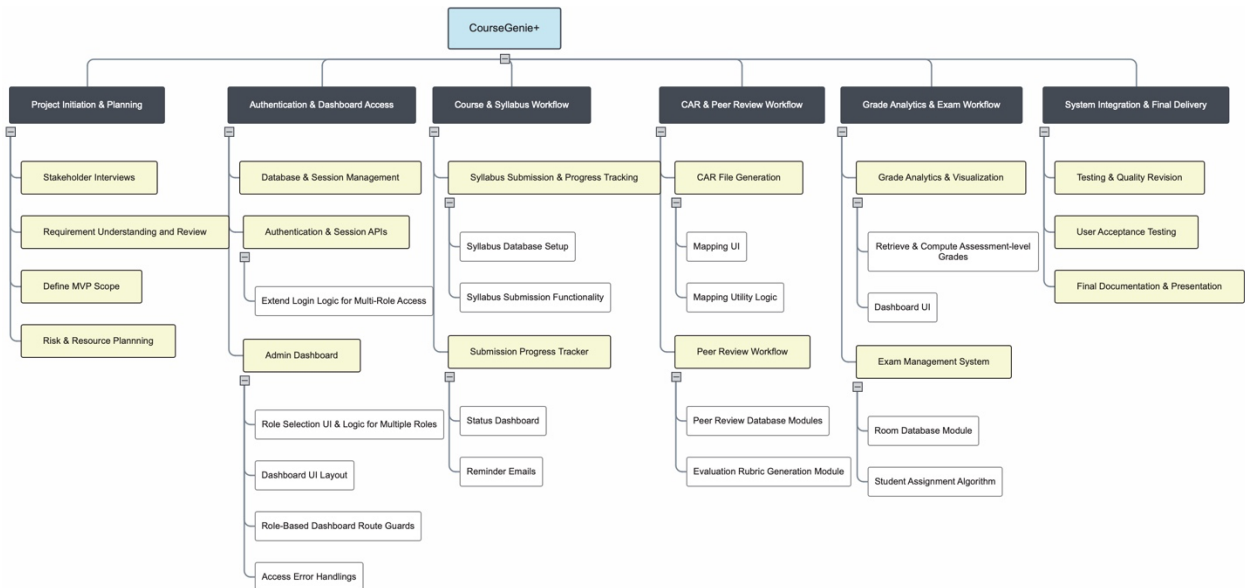 CourseGenie+
Project Initiation & Planning
Stakeholder Interviews
Requirement Understanding and Review
Define MVP Scope
Risk & Resource Plannning
Authentication & Dashboard Access
Database & Session Management
Authentication & Session APIs
Extend Login Logic for Multi-Role Access
Admin Dashboard
Role Selection UI & Logic for Multiple Roles
Dashboard UI Layout
Role-Based Dashboard Route Guards
Access Error Handlings
Course & Syllabus Workflow
Syllabus Submission & Progress Tracking
Syllabus Database Setup
Syllabus Submission Functionality
Submission Progress Tracker
Status Dashboard
Reminder Emails
CAR & Peer Review Workflow
CAR File Generation
Mapping UI
Mapping Utility Logic
Peer Review Workflow
Peer Review Database Modules
Evaluation Rubric Generation Module
Grade Analytics & Exam Workflow
Grade Analytics & Visualization
Retrieve & Compute Assessment-level
Grades
Dashboard UI
Exam Management System
Room Database Module
Student Assignment Algorithm
System Integration & Final Delivery
Testing & Quality Revision
User Acceptance Testing
Final Documentation & Presentation